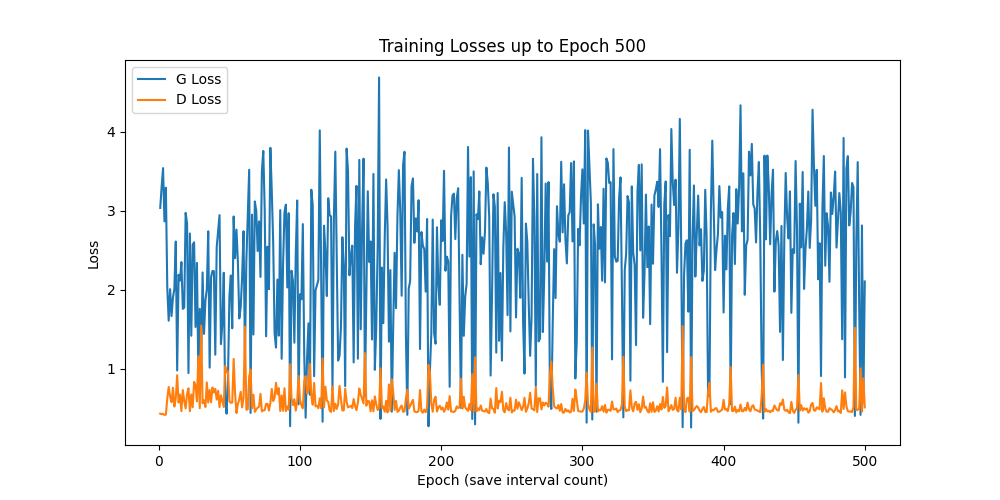 Training Losses up to Epoch 500
G Loss
D Loss
4
3
2
1
Loss
0 100 200 300 400 500
Epoch (save interval count)